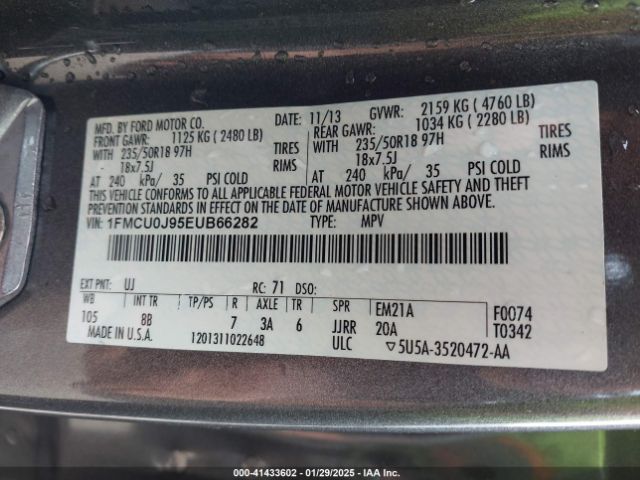 MFD. BY FORD MOTOR CO.
DATE: 11/13 GVWR: 2159 KG ( 4760 LB)
FRONT GAWR: 1125 KG ( 2480 LB)
REAR GAWR: 1034 KG ( 2280 LB)
WITH 235/50R18 97H TIRES
WITH 235/50R18 97H TIRES
18x7.5J RIMS
18x7.5J RIMS
AT 240 kPa/ 35 PSI COLD
AT 240 kPa/ 35 PSI COLD
THIS VEHICLE CONFORMS TO ALL APPLICABLE FEDERAL MOTOR VEHICLE SAFETY AND THEFT
PREVENTION STANDARDS IN EFFECT ON THE DATE OF MANUFACTURE SHOWN ABOVE.
VIN: 1FMCU0J95EUB66282 TYPE: MPV
EXT PNT: UJ RC: 71 DSO:
WB INT TR TP/PS R AXLE TR SPR EM21A F0074
105 8B 7 3A 6 JJRR 20A T0342
MADE IN U.S.A. 1201311022648 ULC ▽5U5A-3520472-AA
000-41433602 - 01/29/2025 - IAA Inc.